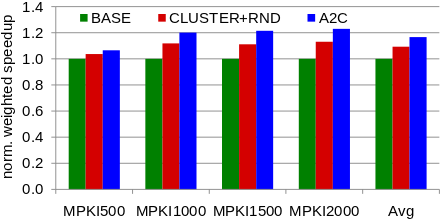 norm. weighted speedup
1.4
1.2
1.0
0.8
0.6
0.4
0.2
0.0
BASE CLUSTER+RND A2C
MPKI500 MPKI1000 MPKI1500 MPKI2000 Avg